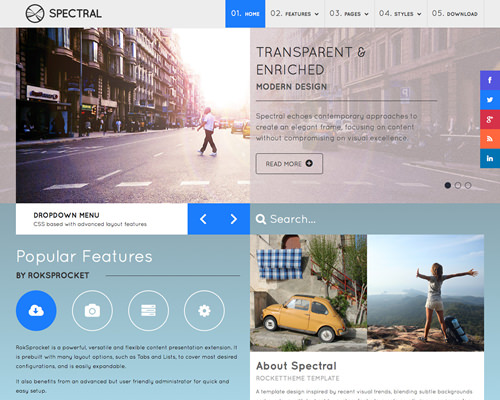 SPECTRAL
01. HOME
02. FEATURES
03. PAGES
04. STYLES
05. DOWNLOAD
TRANSPARENT &
ENRICHED
MODERN DESIGN
Spectral echoes contemporary approaches to
create an elegant frame, focusing on content
without compromising on visual excellence.
READ MORE
DROPDOWN MENU
CSS based with advanced layout features
Search...
Popular Features
BY ROKSPROCKET
RokSprocket is a powerful, versatile and flexible content presentation extension. It
is prebuilt with many layout options, such as Tabs and Lists, to cover most desired
configurations, and is easily expandable.
It also benefits from an advanced but user friendly administrator for quick and
easy setup.
About Spectral
ROCKETTHEME TEMPLATE
A template design inspired by recent visual trends, blending subtle backgrounds